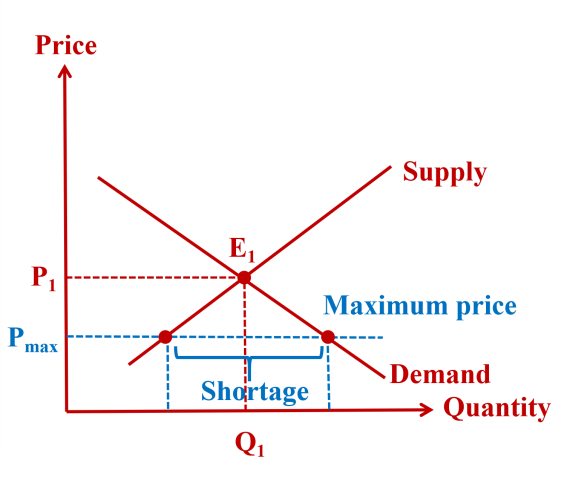 Price
Supply
E1
P1
Maximum price
Pmax
Demand
Shortage
Quantity
Q1